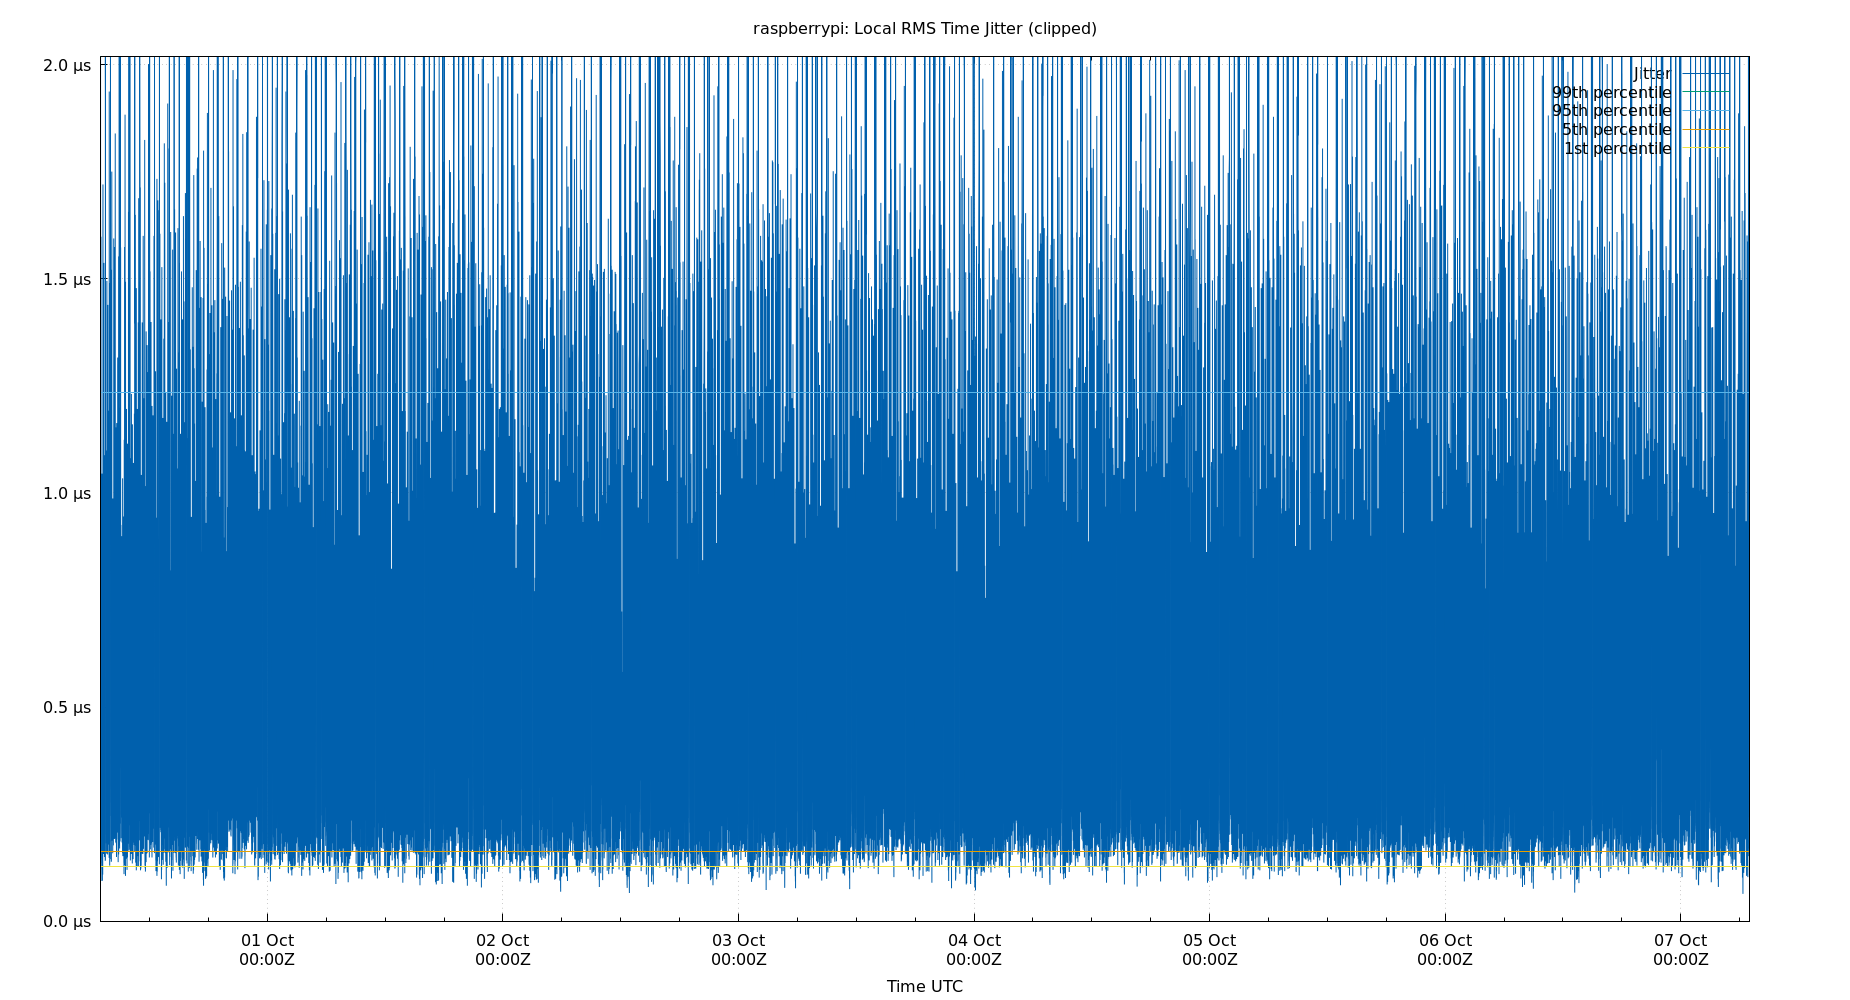 raspberrypi: Local RMS Time Jitter (clipped)
2.0 μs
1.5 μs
1.0 μs
0.5 μs
0.0 μs
Jitter
99th percentile
95th percentile
5th percentile
1st percentile
01 Oct
00:00Z
02 Oct
00:00Z
03 Oct
00:00Z
04 Oct
00:00Z
05 Oct
00:00Z
06 Oct
00:00Z
07 Oct
00:00Z
Time UTC